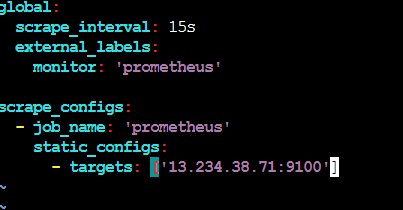 global:
  scrape_interval: 15s
  external_labels:
    monitor: 'prometheus'

scrape_configs:
  - job_name: 'prometheus'
    static_configs:
      - targets: ['13.234.38.71:9100']
~
~